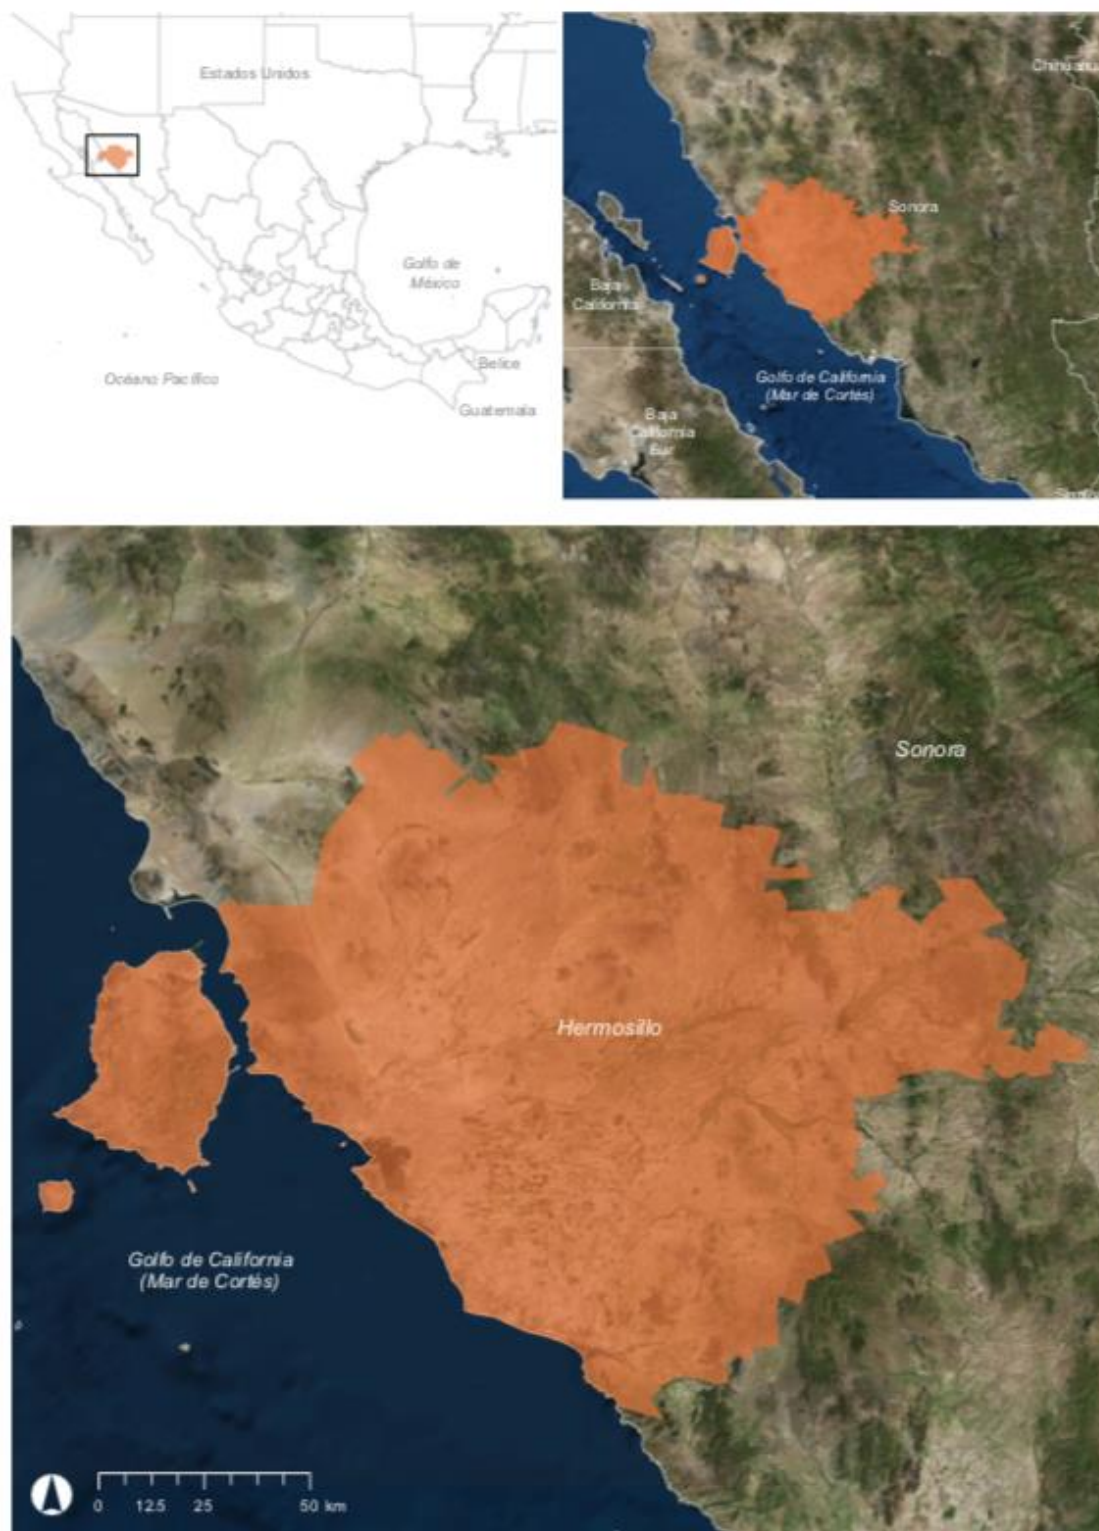 Estados Unidos
Golfo de
México
Belice
Océano Pacífico
Guatemala
Sonora
Baja
California
Golfo de California
(Mar de Cortés)
Baja
California
Sur
Sonora
Hermosillo
Golfo de California
(Mar de Cortés)
0 12.5 25 50 km